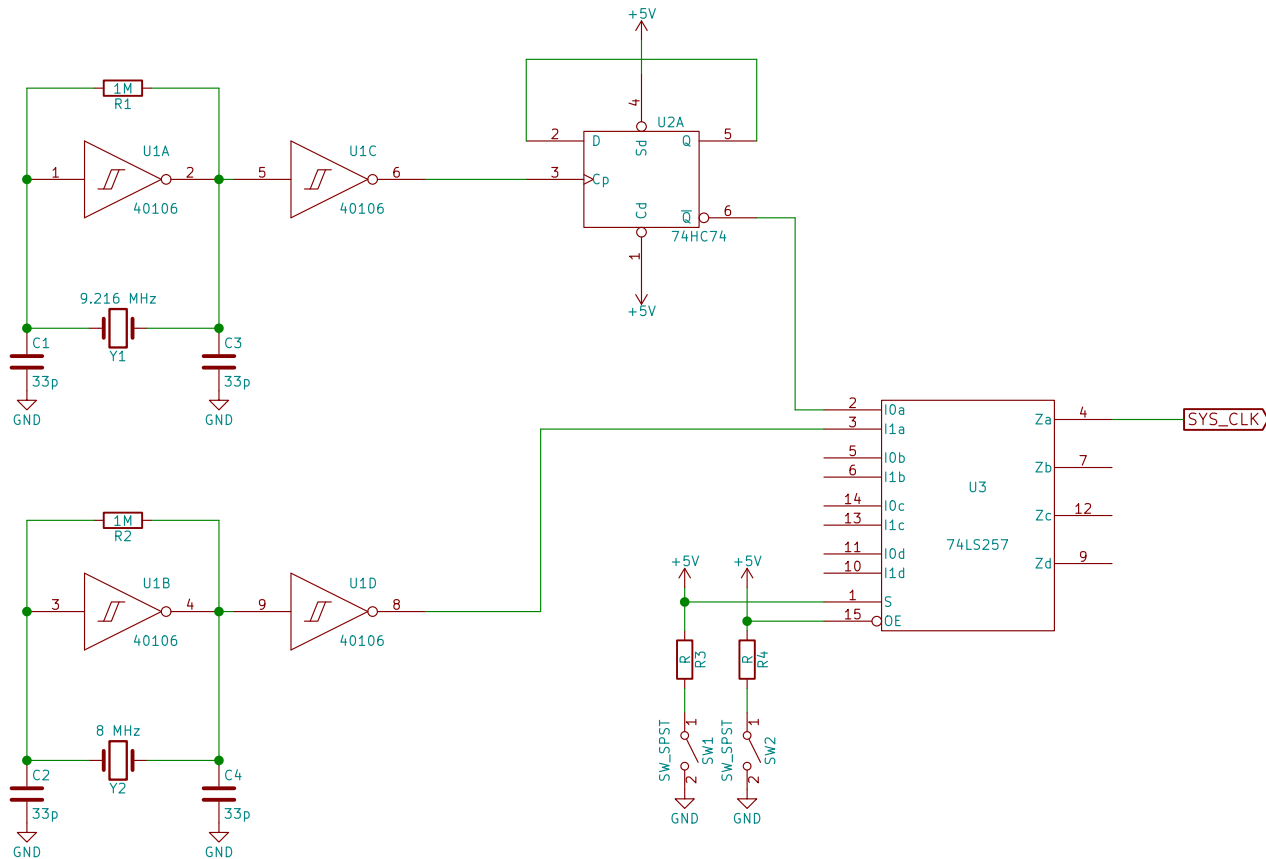 +5V
1M
R1
4
U2A
2
D
Sd
Q
5
U1A
U1C
1
2
5
6
3
Cp
40106
40106
Cd
Q
6
74HC74
1
9.216 MHz
+5V
Y1
C1
C3
33p
33p
GND
GND
2
I0a
3
I1a
Za
4
SYS_CLK
5
I0b
6
I1b
Zb
7
U3
14
I0c
13
I1c
Zc
12
1M
R2
74LS257
11
I0d
10
I1d
Zd
9
+5V
+5V
U1B
U1D
3
4
9
8
1
S
15
OE
40106
40106
R
R3
R
R4
8 MHz
Y2
SW_SPST
1
2
SW1
SW_SPST
1
2
SW2
C2
C4
33p
33p
GND
GND
GND
GND